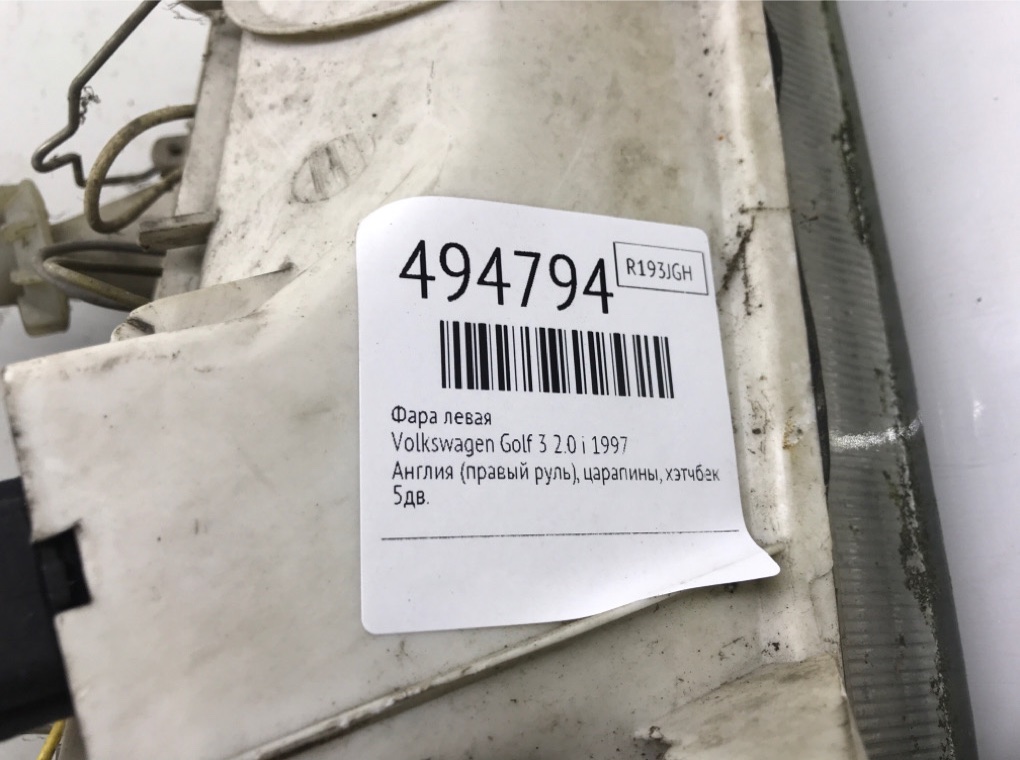 494794
R193JGH
Фара левая
Volkswagen Golf 3 2.0 i 1997
Англия (правый руль), царапины, хэтчбек
5дв.